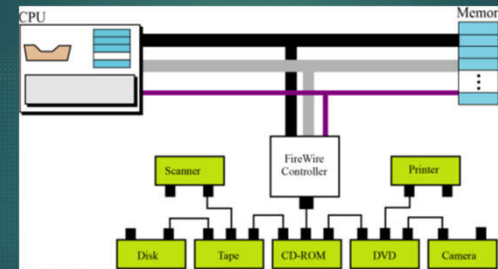 CPU
Memor
FireWire
Controller
Scanner
Printer
Disk
Tape
CD-ROM
DVD
Camera